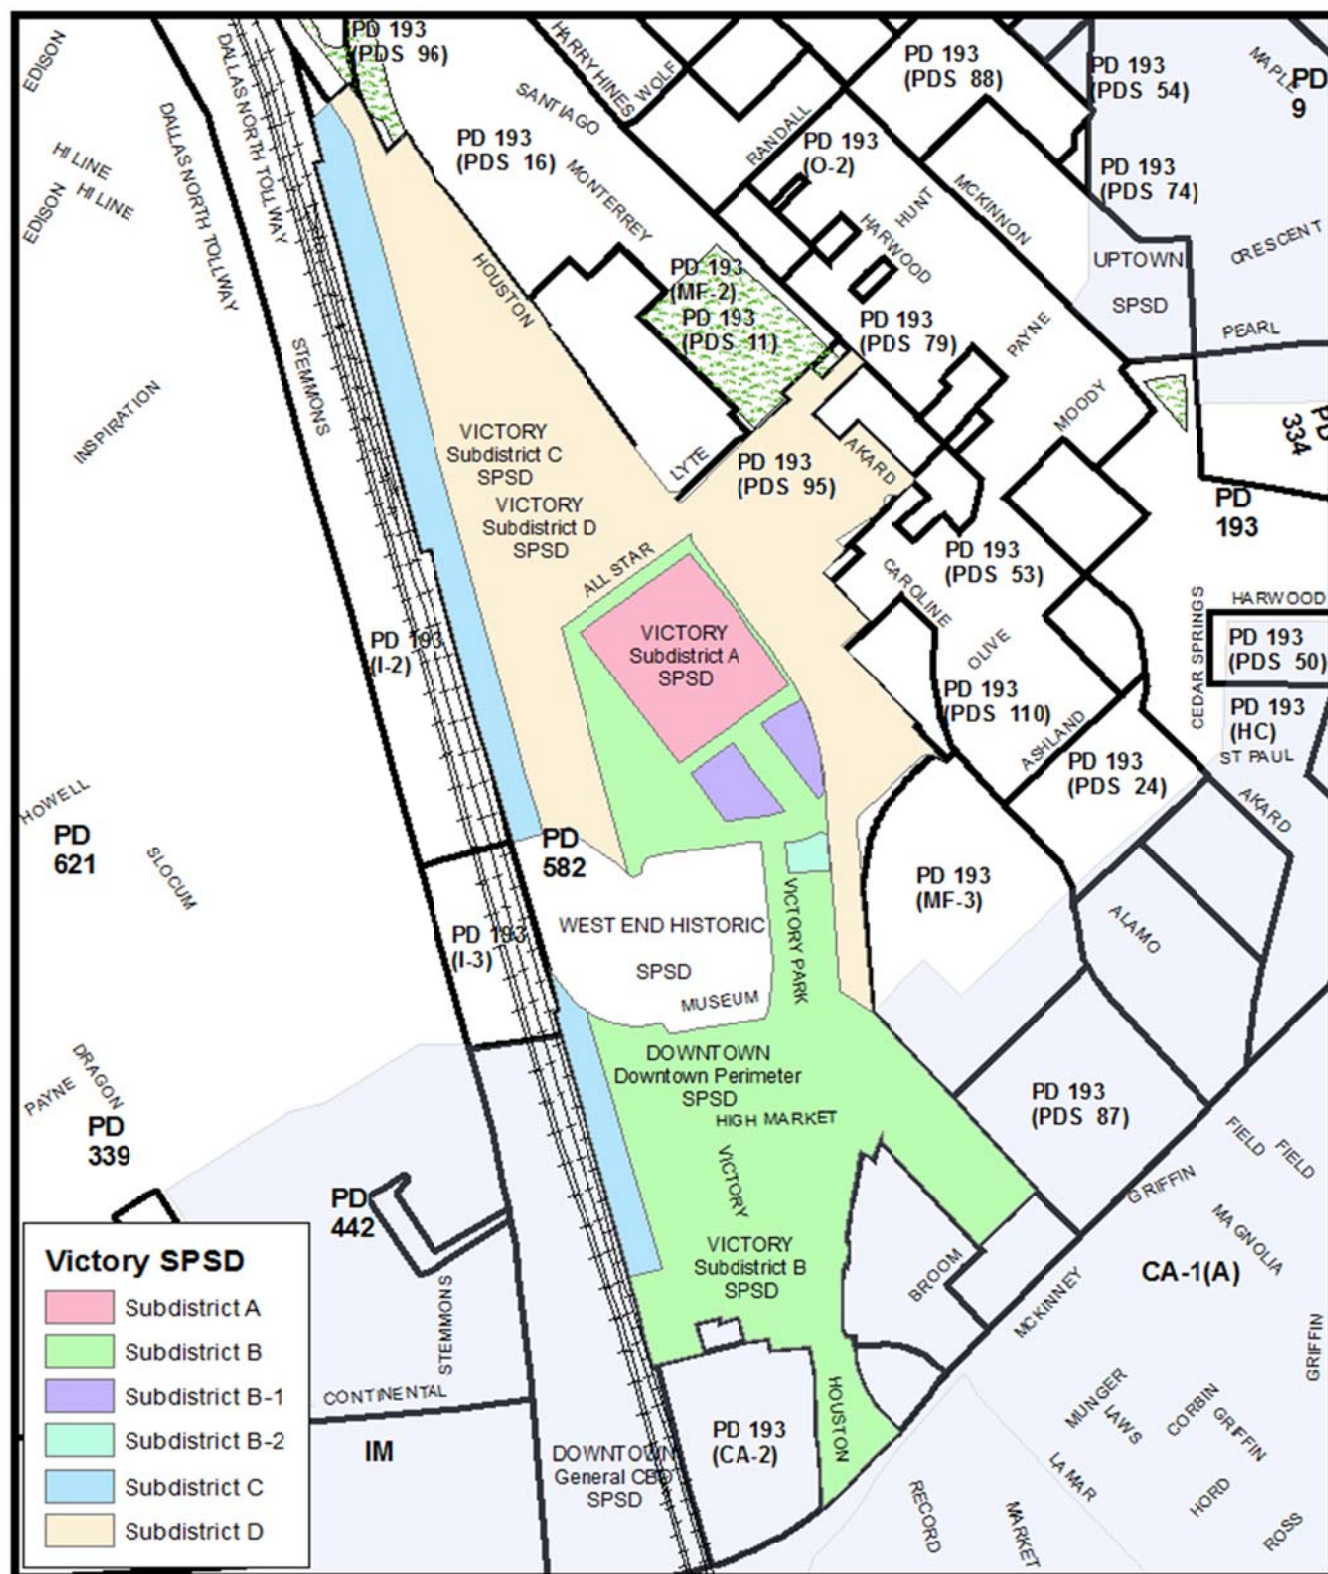 PD 193
(PDS 96)
EDISON
DALLAS NORTH TOLLWAY
HARRY HINES
WOLF
PD 193
(PDS 88)
PD 193
(PDS 54)
MAPLE
PD
9
DALLAS NORTH TOLLWAY
SANTIAGO
PD 193
(PDS 16)
RANDALL
PD 193
(O-2)
HI LINE
HI LINE
EDISON
MONTERREY
HUNT
HARWOOD
MCKINNON
PD 193
(PDS 74)
CRESCENT
UPTOWN
SPSD
HOUSTON
PD 193
(MF-2)
PD 193
(PDS 11)
PD 193
(PDS 79)
PAYNE
PEARL
STEMMONS
INSPIRATION
MOODY
PD
334
VICTORY
Subdistrict C
SPSD
LYTE
PD 193
(PDS 95)
AKARD
VICTORY
Subdistrict D
SPSD
PD
193
ALL STAR
PD 193
(PDS 53)
CAROLINE
CEDAR SPRINGS
HARWOOD
PD 193
(I-2)
VICTORY
Subdistrict A
SPSD
OLIVE
PD 193
(PDS 50)
PD 193
(PDS 110)
PD 193
(HC)
ASHLAND
ST PAUL
PD 193
(PDS 24)
AKARD
HOWELL
PD
621
SLOCUM
PD
582
PD 193
(MF-3)
VICTORY PARK
ALAMO
PD 193
(I-3)
WEST END HISTORIC
SPSD
MUSEUM
DRAGON
PAYNE
DOWNTOWN
Downtown Perimeter
SPSD
HIGH MARKET
PD 193
(PDS 87)
PD
339
FIELD
FIELD
VICTORY
GRIFFIN
PD
442
MAGNOLIA
VICTORY
Subdistrict B
SPSD
BROOM
MCKINNEY
CA-1(A)
STEMMONS
GRIFFIN
CONTINENTAL
HOUSTON
MUNGER
LAWS
CORBIN
GRIFFIN
IM
DOWNTOWN
General CBD
SPSD
PD 193
(CA-2)
LAMAR
HORD
RECORD
MARKET
ROSS
Victory SPSD
Subdistrict A
Subdistrict B
Subdistrict B-1
Subdistrict B-2
Subdistrict C
Subdistrict D